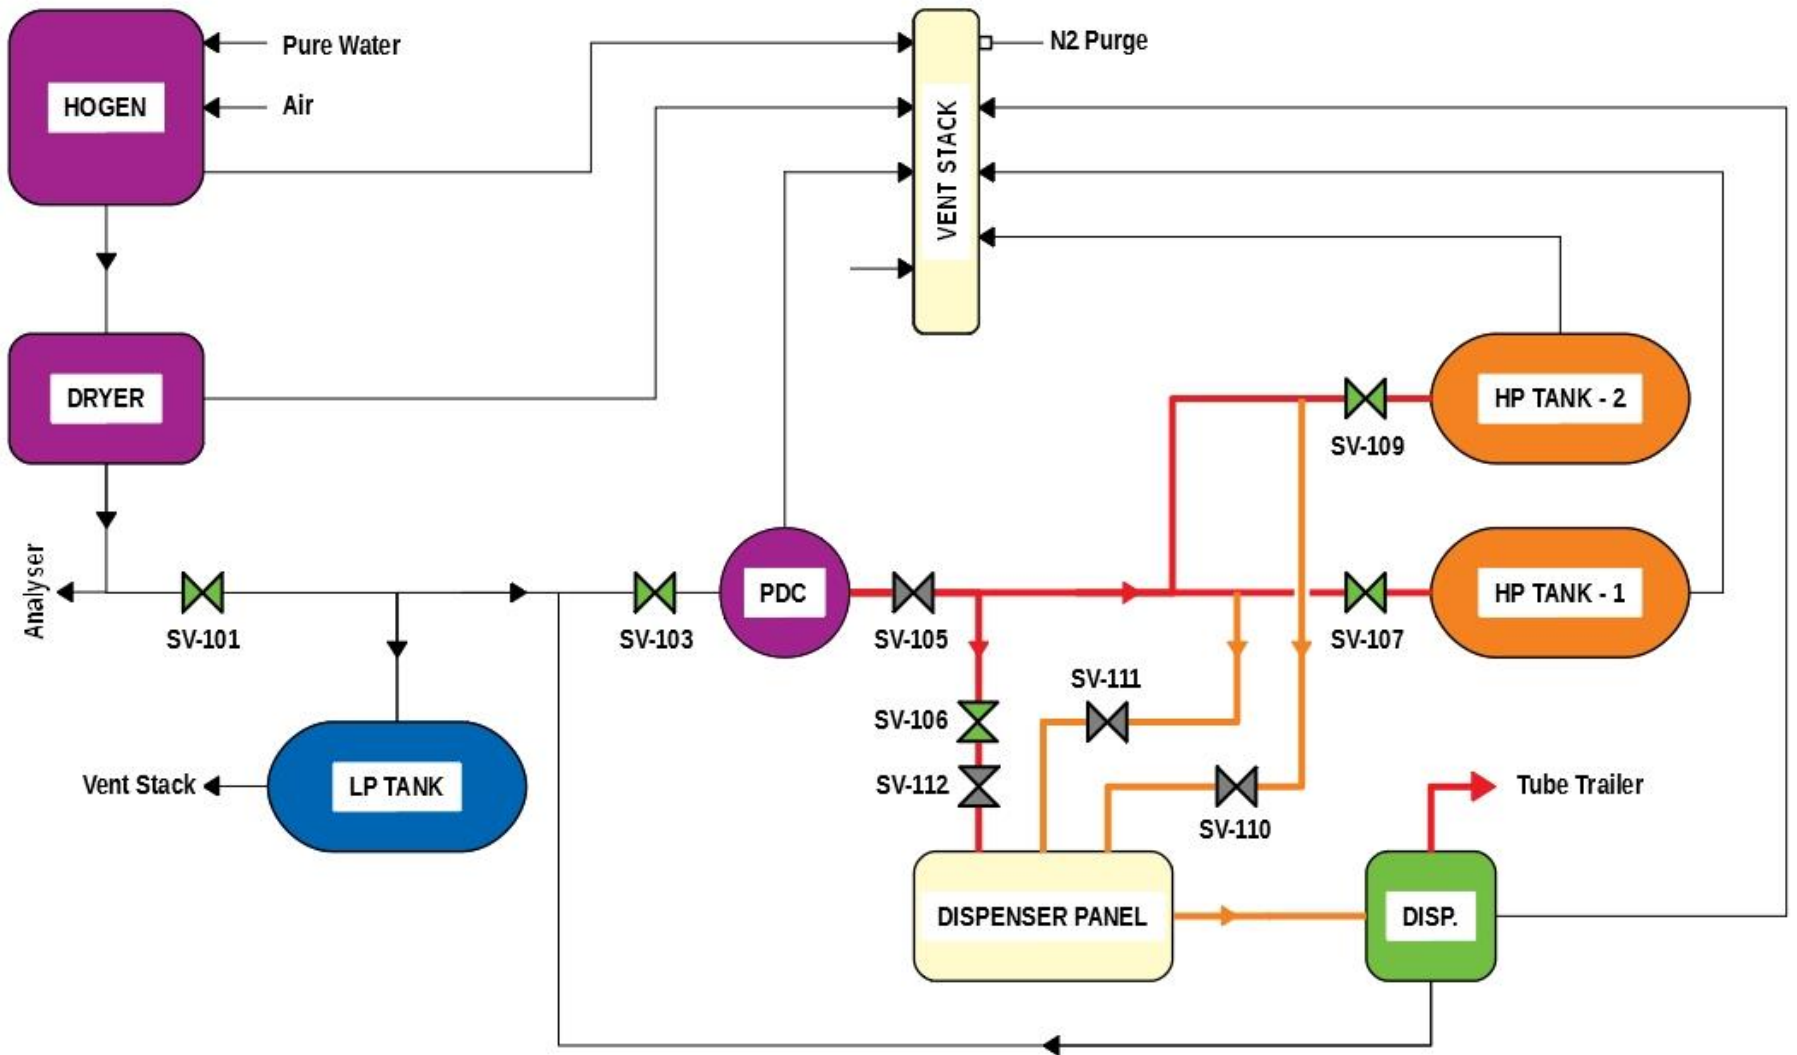 Pure Water
N2 Purge
HOGEN
Air
VENT STACK
DRYER
HP TANK - 2
SV-109
Analyser
PDC
HP TANK - 1
SV-101
SV-103
SV-105
SV-107
SV-111
SV-106
Vent Stack
LP TANK
SV-112
Tube Trailer
SV-110
DISPENSER PANEL
DISP.